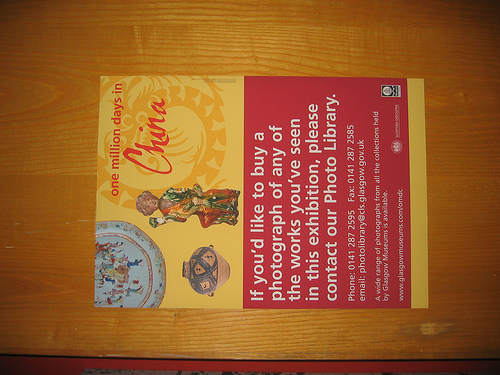 one million days in
China
If you'd like to buy a
photograph of any of
the works you've seen
in this exhibition, please
contact our Photo Library.
Phone: 0141 287 2595 Fax: 0141 287 2585
email: photolibrary@cls.glasgow.gov.uk
A wide range of photographs from all the collections held
by Glasgow Museums is available.
www.glasgowmuseums.com/omdc